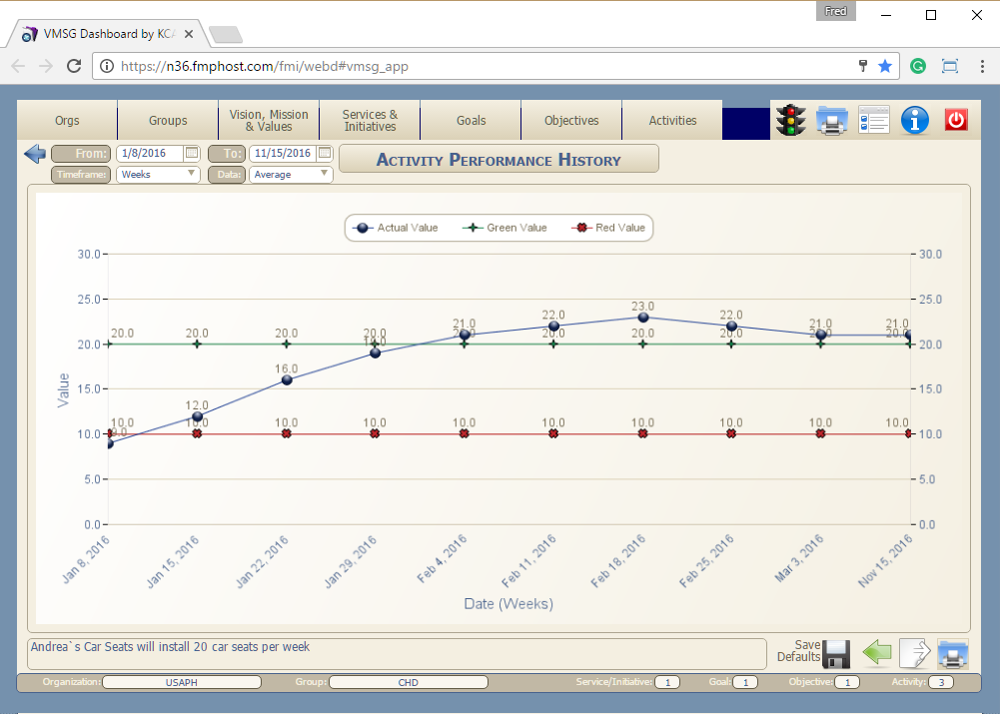 Fred
VMSG Dashboard by KCA
https://n36.fmphost.com/fmi/webd#vmsg_app
Orgs
Groups
Vision, Mission
& Values
Services &
Initiatives
Goals
Objectives
Activities
From: 1/8/2016 To: 11/15/2016
Timeframe: Weeks Data: Average
Activity Performance History
Actual Value Green Value Red Value
30.0 30.0
25.0 25.0
20.0 20.0
15.0 15.0
10.0 10.0
5.0 5.0
0.0 0.0
Value
20.0 20.0 20.0 20.0 20.0 20.0 20.0 20.0 20.0 20.0
9.0 12.0 16.0 19.0 21.0 22.0 23.0 22.0 21.0 21.0
10.0 10.0 10.0 10.0 10.0 10.0 10.0 10.0 10.0 10.0
Jan 8, 2016
Jan 15, 2016
Jan 22, 2016
Jan 29, 2016
Feb 4, 2016
Feb 11, 2016
Feb 18, 2016
Feb 25, 2016
Mar 3, 2016
Nov 15, 2016
Date (Weeks)
Andrea`s Car Seats will install 20 car seats per week
Save
Defaults
Organization: USAPH Group: CHD Service/Initiative: 1 Goal: 1 Objective: 1 Activity: 3